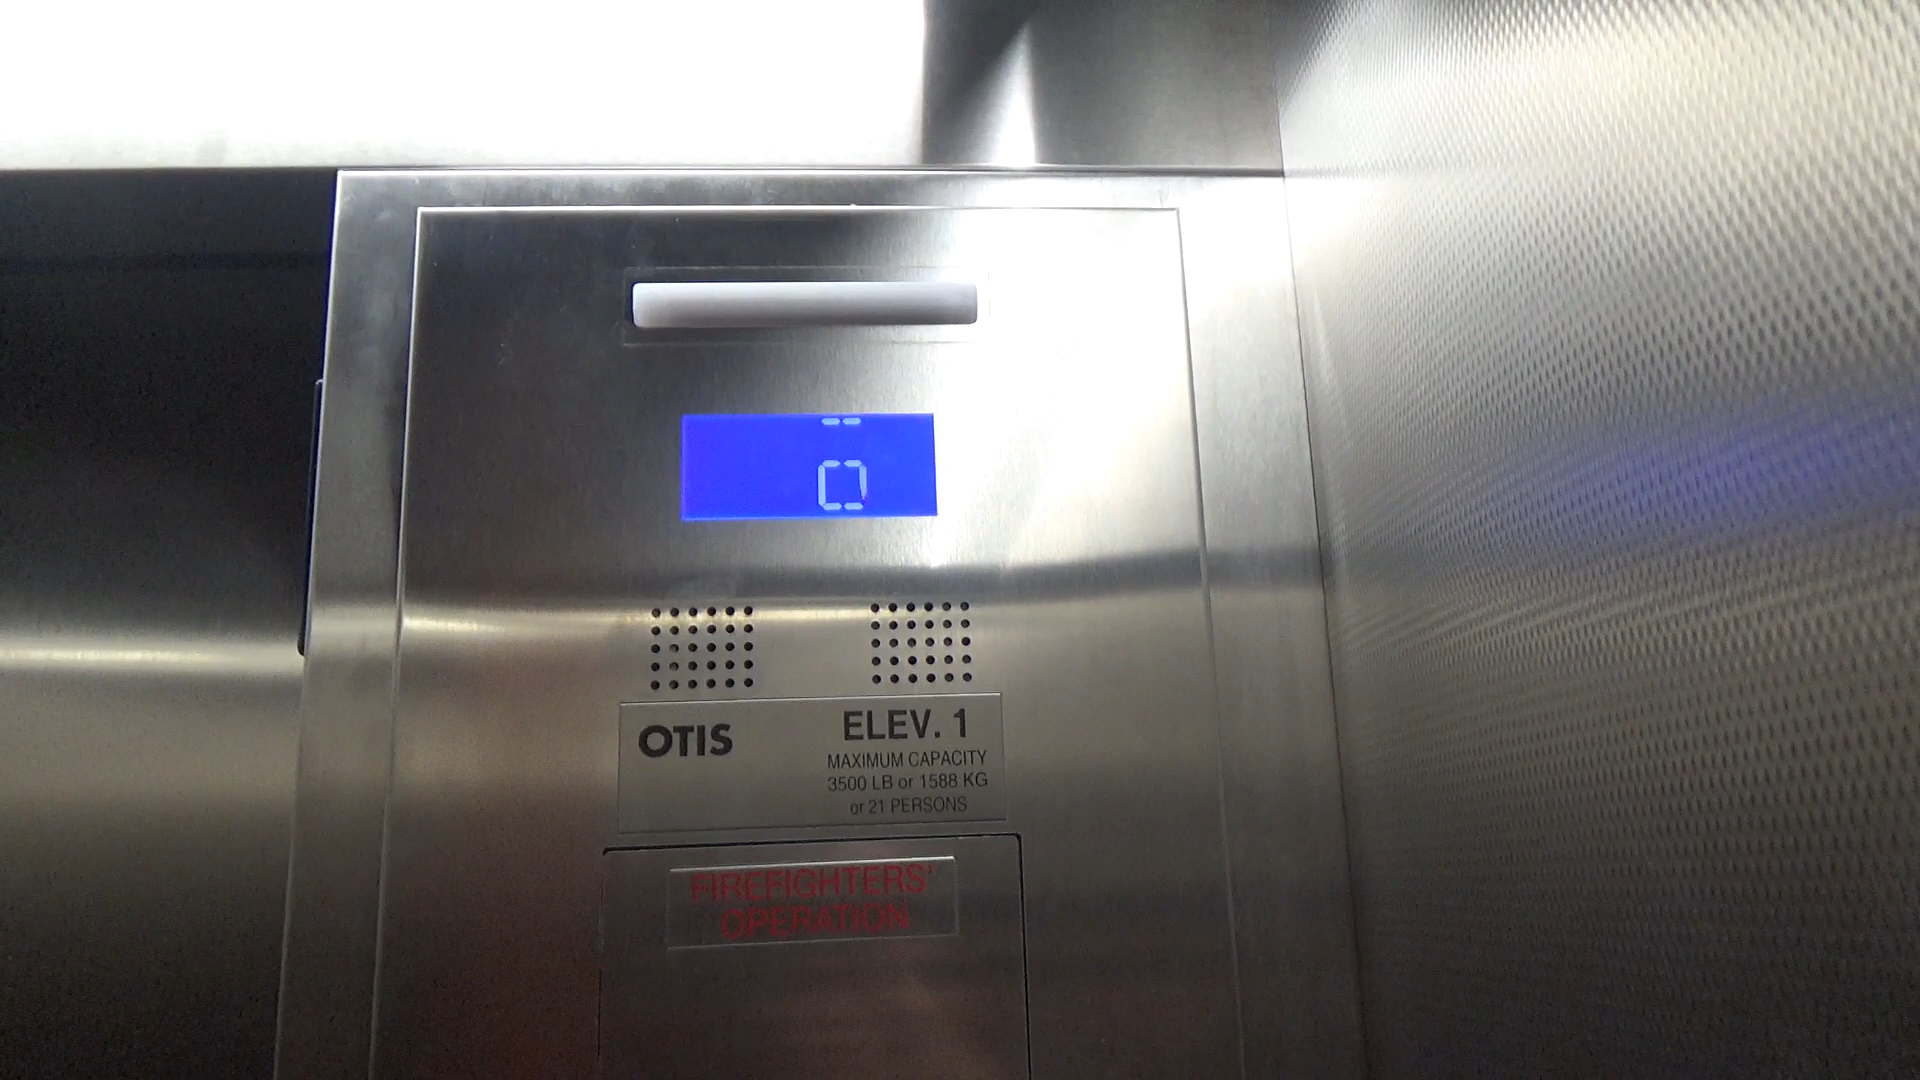 OTIS
ELEV. 1
MAXIMUM CAPACITY
3500 LB or 1588 KG
or 21 PERSONS
FIREFIGHTERS'
OPERATION